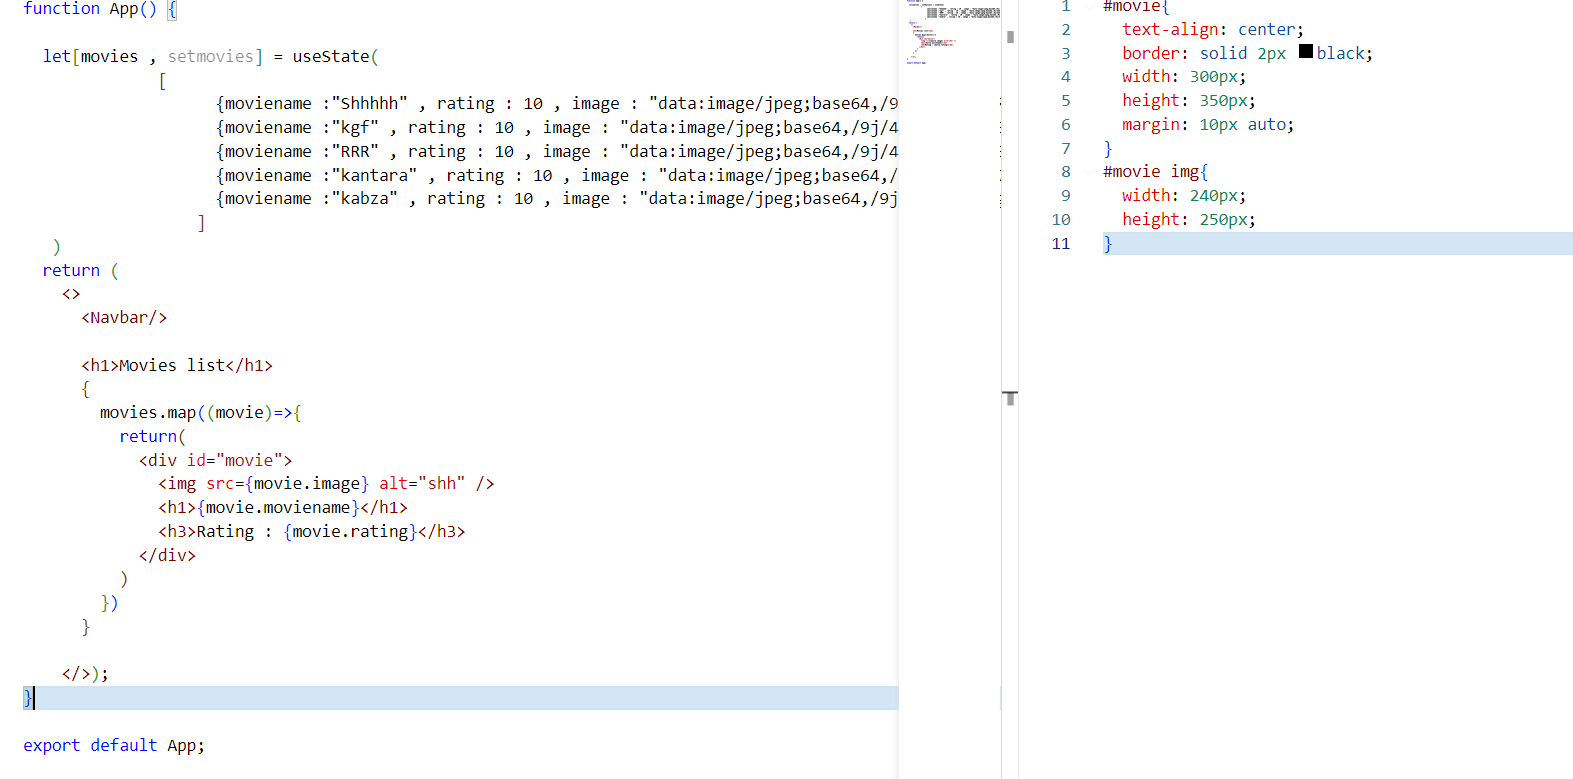 function App() {
let[movies , setmovies] = useState(
[
{moviename :"Shhhhh" , rating : 10 , image : "data:image/jpeg;base64,/9
{moviename :"kgf" , rating : 10 , image : "data:image/jpeg;base64,/9j/4
{moviename :"RRR" , rating : 10 , image : "data:image/jpeg;base64,/9j/4
{moviename :"kantara" , rating : 10 , image : "data:image/jpeg;base64,/
{moviename :"kabza" , rating : 10 , image : "data:image/jpeg;base64,/9j
]
)
return (
<>
<Navbar/>
<h1>Movies list</h1>
{
movies.map((movie)=>{
return(
<div id="movie">
<img src={movie.image} alt="shh" />
<h1>{movie.moviename}</h1>
<h3>Rating : {movie.rating}</h3>
</div>
)
})
}
</>);
}
export default App;
1 #movie{
2 text-align: center;
3 border: solid 2px black;
4 width: 300px;
5 height: 350px;
6 margin: 10px auto;
7 }
8 #movie img{
9 width: 240px;
10 height: 250px;
11 }